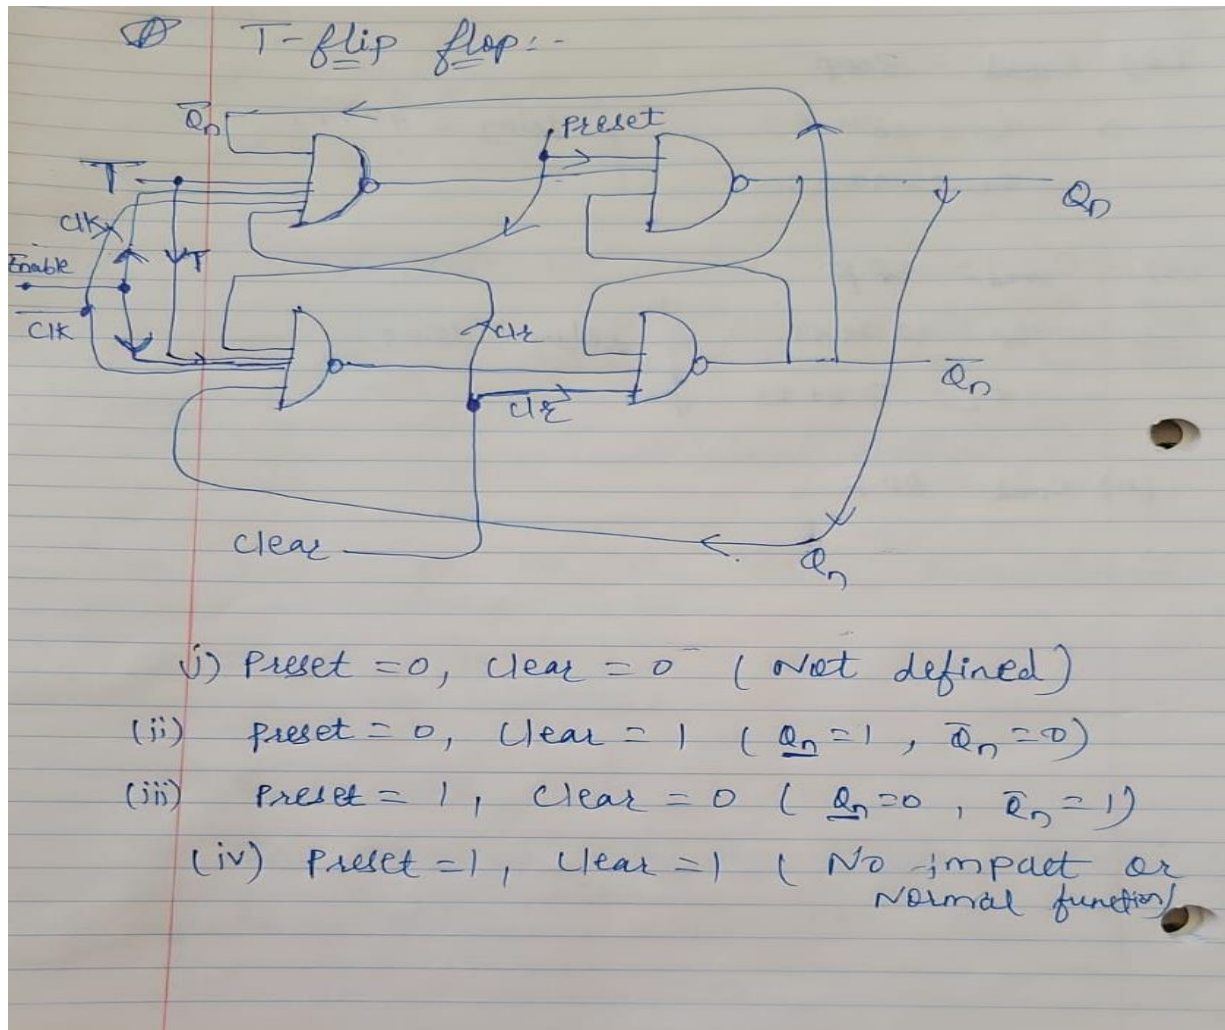 T-flip flop:-
Q̅n
Preset
T
Qn
Clk
T
Enable
Clk
Clr
Clr
Q̅n
Clear
Qn
(i) Preset = 0, Clear = 0 ( Not defined)
(ii) Preset = 0, Clear = 1 ( Qn = 1 , Q̅n = 0)
(iii) Preset = 1, Clear = 0 ( Qn = 0 , Q̅n = 1)
(iv) Preset = 1, Clear = 1 ( No impact or
Normal function)